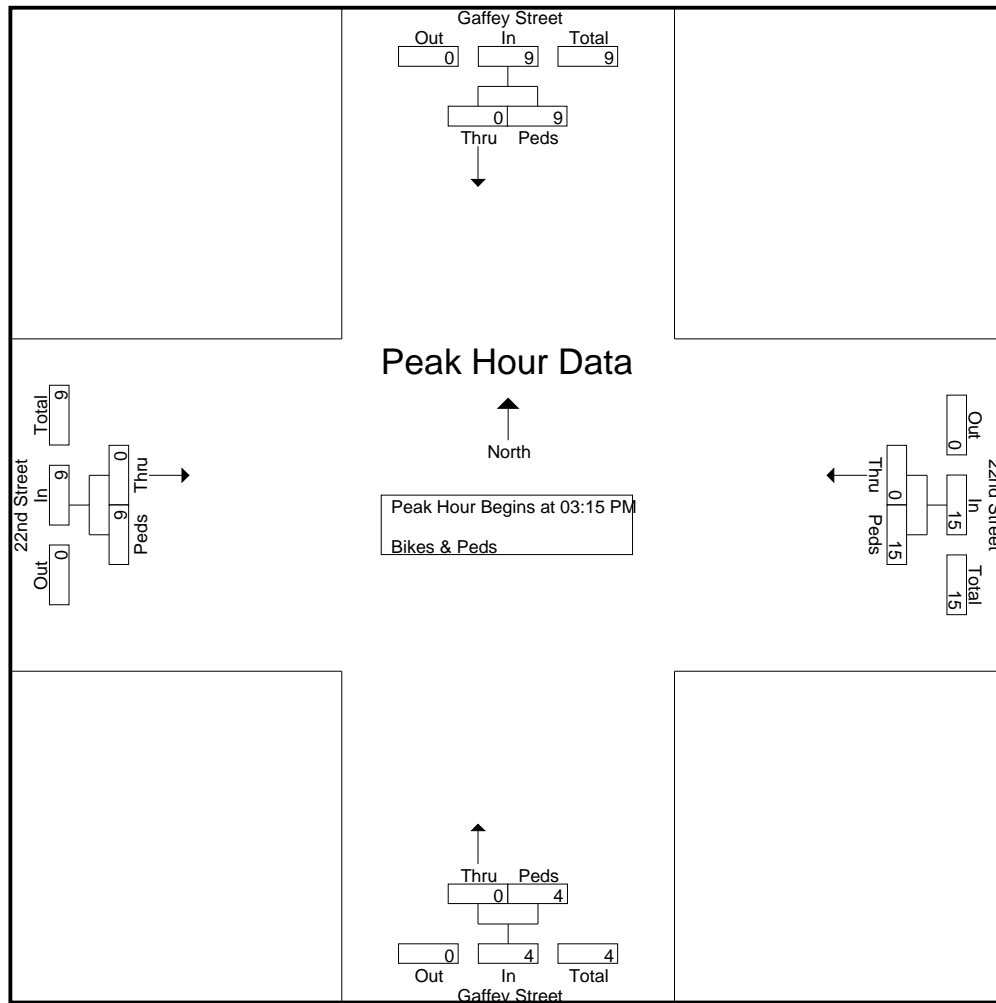 Gaffey Street
Out In Total
0 9 9
0 9
Thru Peds
Peak Hour Data
North
Peak Hour Begins at 03:15 PM
Bikes & Peds
22nd Street
Out In Total
0 9 9
9 0
Peds Thru
22nd Street
Out In Total
0 15 15
0 15
Thru Peds
Thru Peds
0 4
0 4 4
Out In Total
Gaffey Street